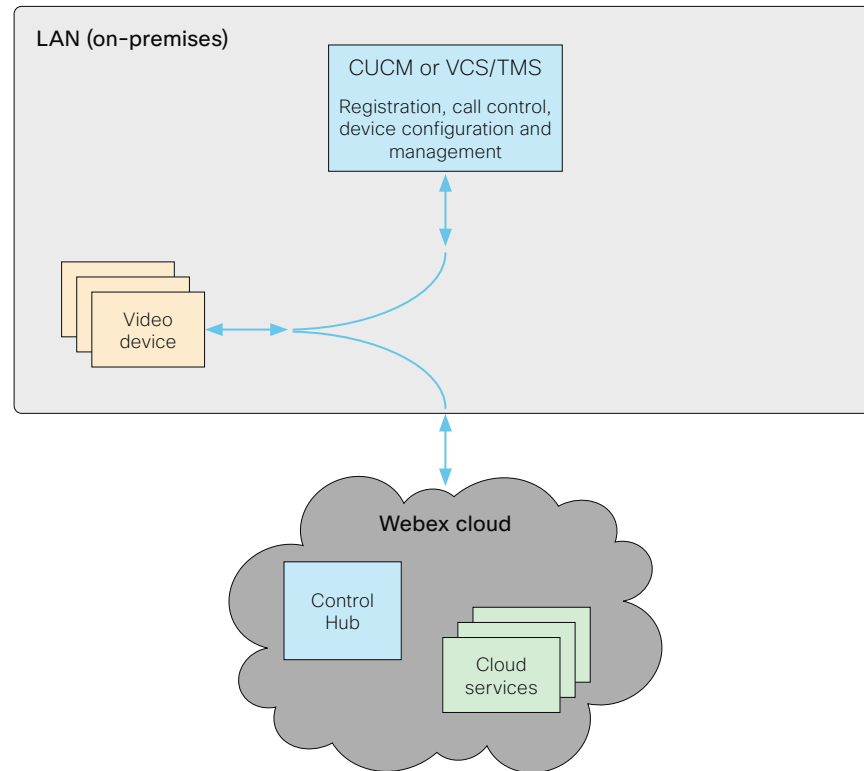 LAN (on-premises)
CUCM or VCS/TMS
Registration, call control,
device configuration and
management
Video
device
Webex cloud
Control
Hub
Cloud
services